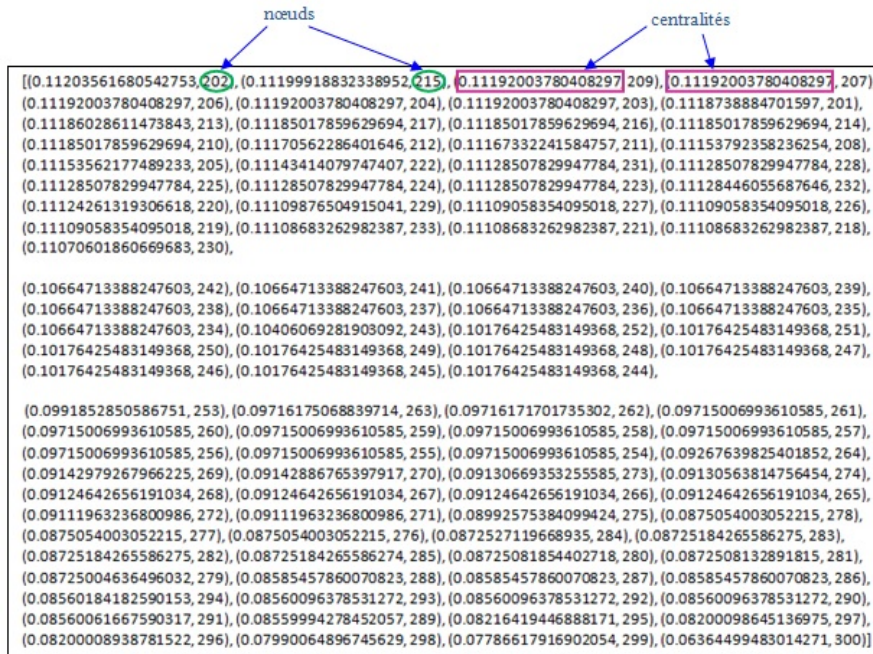 nœuds
centralités
[(0.11203561680542753, 202), (0.11199918832338952, 215), (0.11192003780408297, 209), (0.11192003780408297, 207)
(0.11192003780408297, 206), (0.11192003780408297, 204), (0.11192003780408297, 203), (0.1118738884701597, 201),
(0.11186028611473843, 213), (0.11185017859629694, 217), (0.11185017859629694, 216), (0.11185017859629694, 214),
(0.11185017859629694, 210), (0.11170562286401646, 212), (0.11167332241584757, 211), (0.11153792358236254, 208),
(0.11153562177489233, 205), (0.11143414079747407, 222), (0.11128507829947784, 231), (0.11128507829947784, 228),
(0.11128507829947784, 225), (0.11128507829947784, 224), (0.11128507829947784, 223), (0.11128446055687646, 232),
(0.11124261319306618, 220), (0.11109876504915041, 229), (0.11109058354095018, 227), (0.11109058354095018, 226),
(0.11109058354095018, 219), (0.11108683262982387, 233), (0.11108683262982387, 221), (0.11108683262982387, 218),
(0.11070601860669683, 230),
(0.10664713388247603, 242), (0.10664713388247603, 241), (0.10664713388247603, 240), (0.10664713388247603, 239),
(0.10664713388247603, 238), (0.10664713388247603, 237), (0.10664713388247603, 236), (0.10664713388247603, 235),
(0.10664713388247603, 234), (0.10406069281903092, 243), (0.10176425483149368, 252), (0.10176425483149368, 251),
(0.10176425483149368, 250), (0.10176425483149368, 249), (0.10176425483149368, 248), (0.10176425483149368, 247),
(0.10176425483149368, 246), (0.10176425483149368, 245), (0.10176425483149368, 244),
(0.0991852850586751, 253), (0.09716175068839714, 263), (0.09716171701735302, 262), (0.09715006993610585, 261),
(0.09715006993610585, 260), (0.09715006993610585, 259), (0.09715006993610585, 258), (0.09715006993610585, 257),
(0.09715006993610585, 256), (0.09715006993610585, 255), (0.09715006993610585, 254), (0.09267639825401852, 264),
(0.09142979267966225, 269), (0.09142886765397917, 270), (0.09130669353255585, 273), (0.09130563814756454, 274),
(0.09124642656191034, 268), (0.09124642656191034, 267), (0.09124642656191034, 266), (0.09124642656191034, 265),
(0.09111963236800986, 272), (0.09111963236800986, 271), (0.08992575384099424, 275), (0.0875054003052215, 278),
(0.0875054003052215, 277), (0.0875054003052215, 276), (0.0872527119668935, 284), (0.08725184265586275, 283),
(0.08725184265586275, 282), (0.08725184265586274, 285), (0.08725081854402718, 280), (0.0872508132891815, 281),
(0.08725004636496032, 279), (0.08585457860070823, 288), (0.08585457860070823, 287), (0.08585457860070823, 286),
(0.08560184182590153, 294), (0.08560096378531272, 293), (0.08560096378531272, 292), (0.08560096378531272, 290),
(0.08560061667590317, 291), (0.08559994278452057, 289), (0.08216419446888171, 295), (0.08200098645136975, 297),
(0.08200008938781522, 296), (0.07990064896745629, 298), (0.07786617916902054, 299), (0.06364499483014271, 300)]